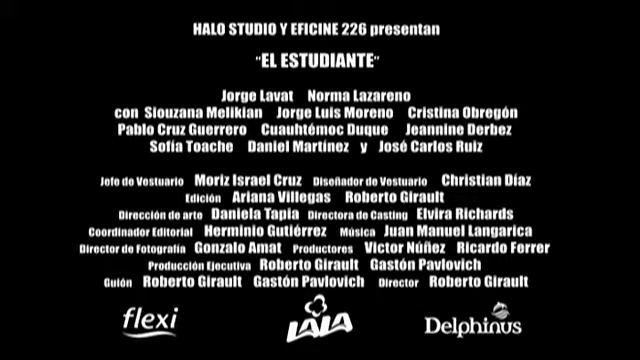 HALO STUDIO Y EFICINE 226 presentan
"EL ESTUDIANTE"
Jorge Lavat Norma Lazareno
con Siouzana Melikian Jorge Luis Moreno Cristina Obregón
Pablo Cruz Guerrero Cuauhtémoc Duque Jeannine Derbez
Sofía Toache Daniel Martínez y José Carlos Ruiz
Jefe de Vestuario Moriz Israel Cruz Diseñador de Vestuario Christian Díaz
Edición Ariana Villegas Roberto Girault
Dirección de arte Daniela Tapia Directora de Casting Elvira Richards
Coordinador Editorial Herminio Gutiérrez Música Juan Manuel Langarica
Director de Fotografía Gonzalo Amat Productores Víctor Núñez Ricardo Ferrer
Producción Ejecutiva Roberto Girault Gastón Pavlovich
Guión Roberto Girault Gastón Pavlovich Director Roberto Girault
flexi LALA Delphinus